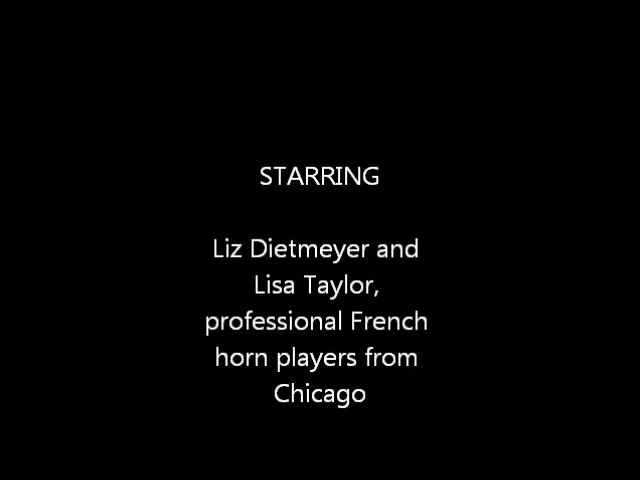 STARRING
Liz Dietmeyer and
Lisa Taylor,
professional French
horn players from
Chicago